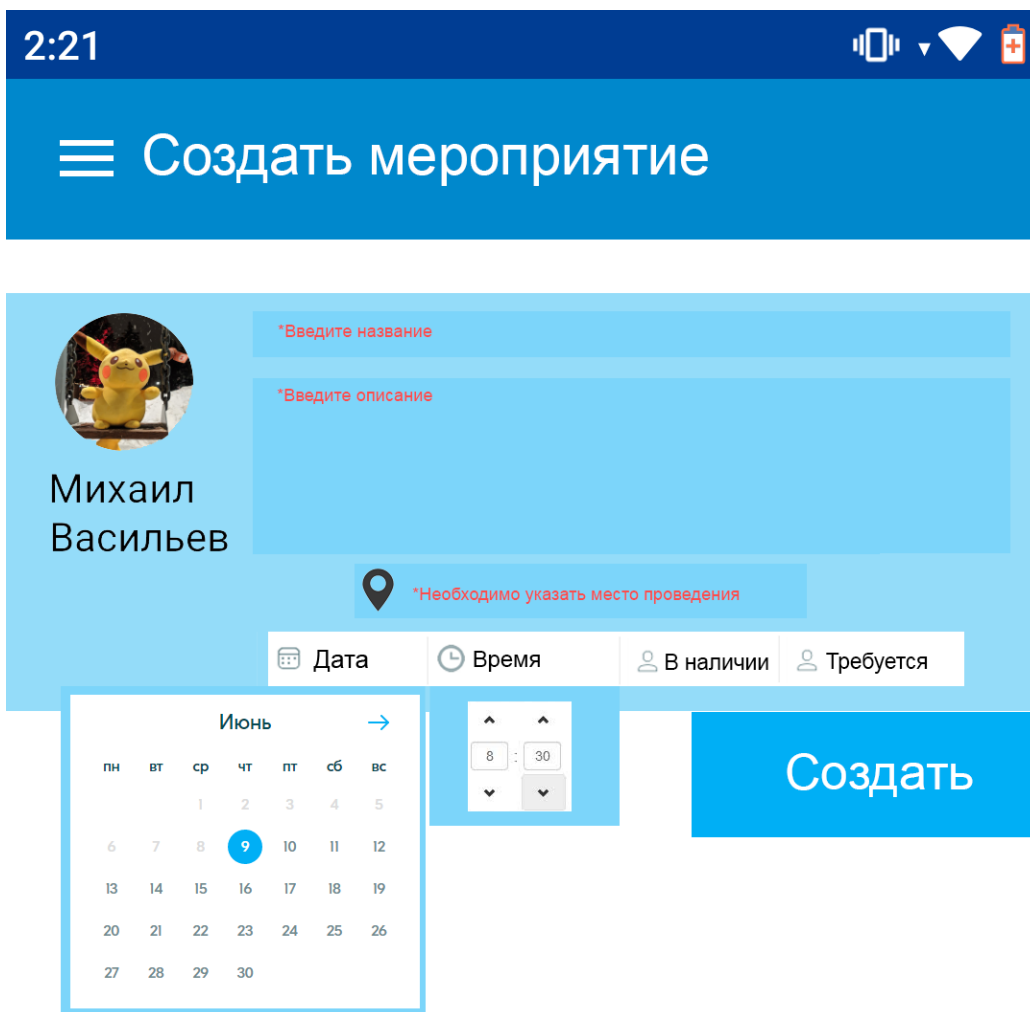 2:21
Создать мероприятие
*Введите название
*Введите описание
Михаил
Васильев
*Необходимо указать место проведения
Дата Время В наличии Требуется
Июнь
пн вт ср чт пт сб вс
1 2 3 4 5
6 7 8 9 10 11 12
13 14 15 16 17 18 19
20 21 22 23 24 25 26
27 28 29 30
8 : 30
Создать